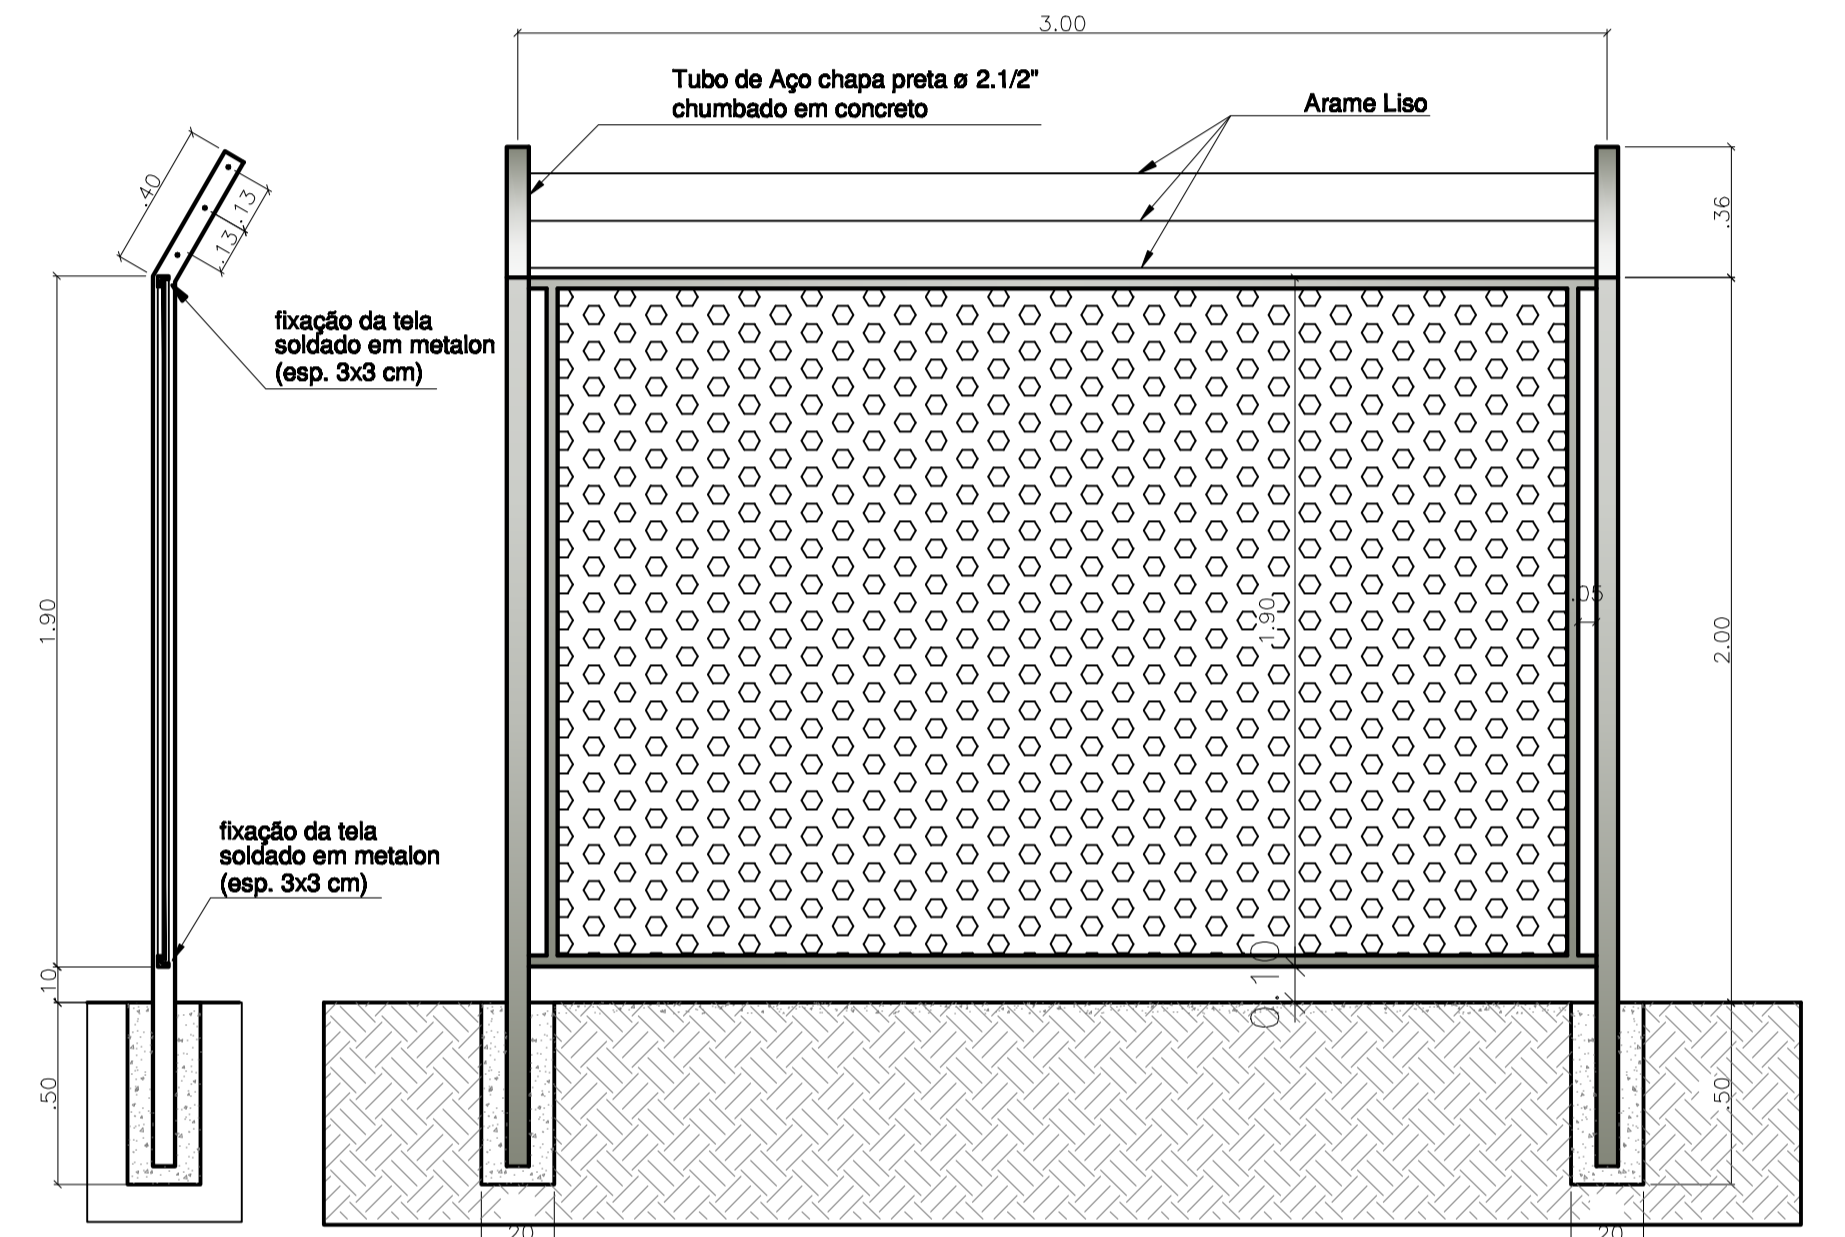 3.00
Tubo de Aço chapa preta ø 2.1/2"
chumbado em concreto
Arame Liso
.40
.13
.13
.36
fixação da tela
soldado em metalon
(esp. 3x3 cm)
1.90
1.90
.05
2.00
fixação da tela
soldado em metalon
(esp. 3x3 cm)
.10
0.10
.50
.50
20
20